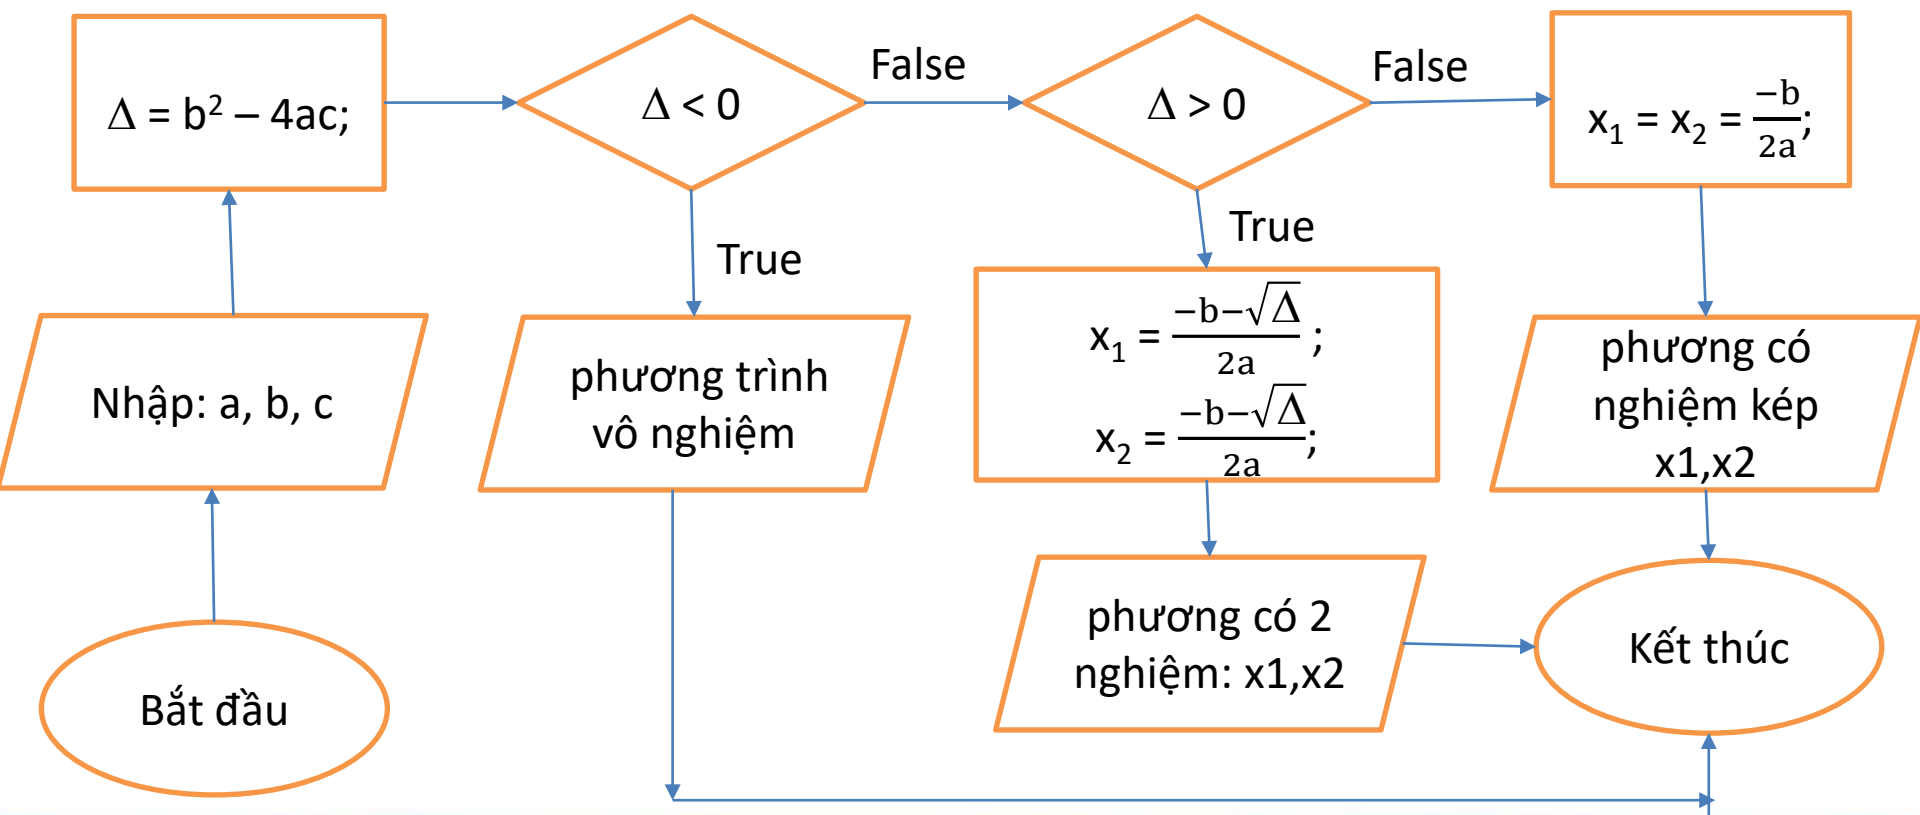 Δ = b² – 4ac;
Δ < 0
False
Δ > 0
False
x₁ = x₂ = −b/2a;
True
True
Nhập: a, b, c
phương trình
vô nghiệm
x₁ = −b−√Δ/2a ;
x₂ = −b−√Δ/2a;
phương có
nghiệm kép
x1,x2
Bắt đầu
phương có 2
nghiệm: x1,x2
Kết thúc